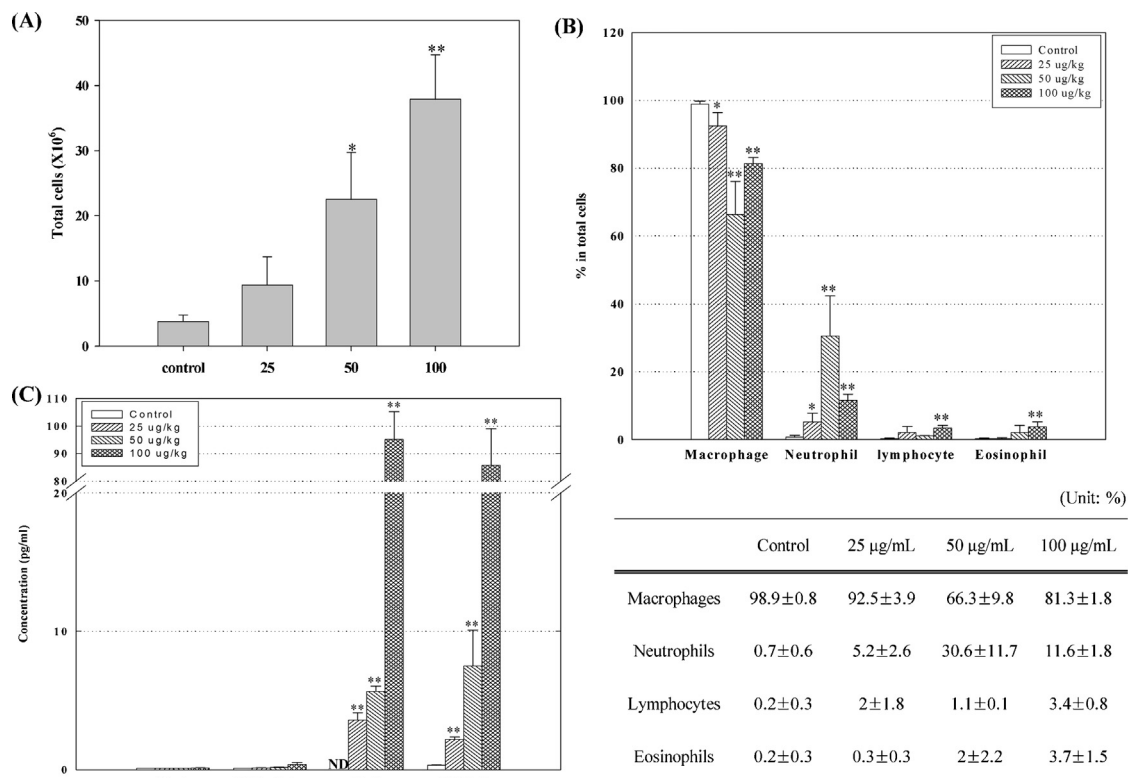 (A)
50
40
30
20
10
0
Total cells (X10⁶)
*
**
control 25 50 100
(B)
120
100
80
60
40
20
0
% in total cells
Control
25 ug/kg
50 ug/kg
100 ug/kg
*
**
**
*
**
**
**
**
Macrophage Neutrophil lymphocyte Eosinophil
(C)
110
100
95
90
80
20
10
0
Concentration (pg/ml)
Control
25 ug/kg
50 ug/kg
100 ug/kg
ND
**
**
**
**
**
**
(Unit: %)
Control 25 μg/mL 50 μg/mL 100 μg/mL
Macrophages 98.9±0.8 92.5±3.9 66.3±9.8 81.3±1.8
Neutrophils 0.7±0.6 5.2±2.6 30.6±11.7 11.6±1.8
Lymphocytes 0.2±0.3 2±1.8 1.1±0.1 3.4±0.8
Eosinophils 0.2±0.3 0.3±0.3 2±2.2 3.7±1.5